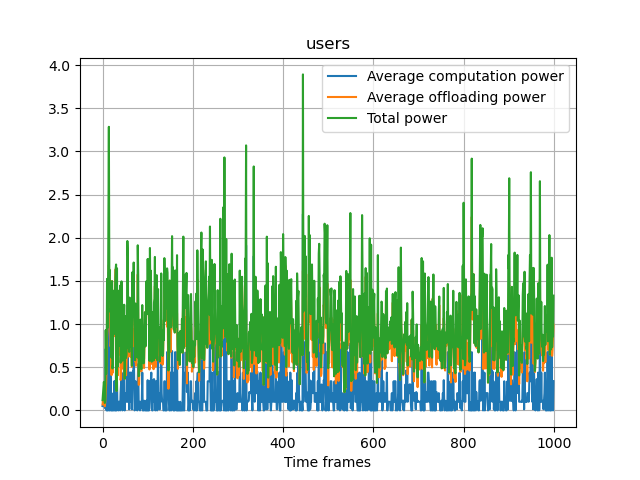 users
4.0
3.5
3.0
2.5
2.0
1.5
1.0
0.5
0.0
Average computation power
Average offloading power
Total power
0 200 400 600 800 1000
Time frames